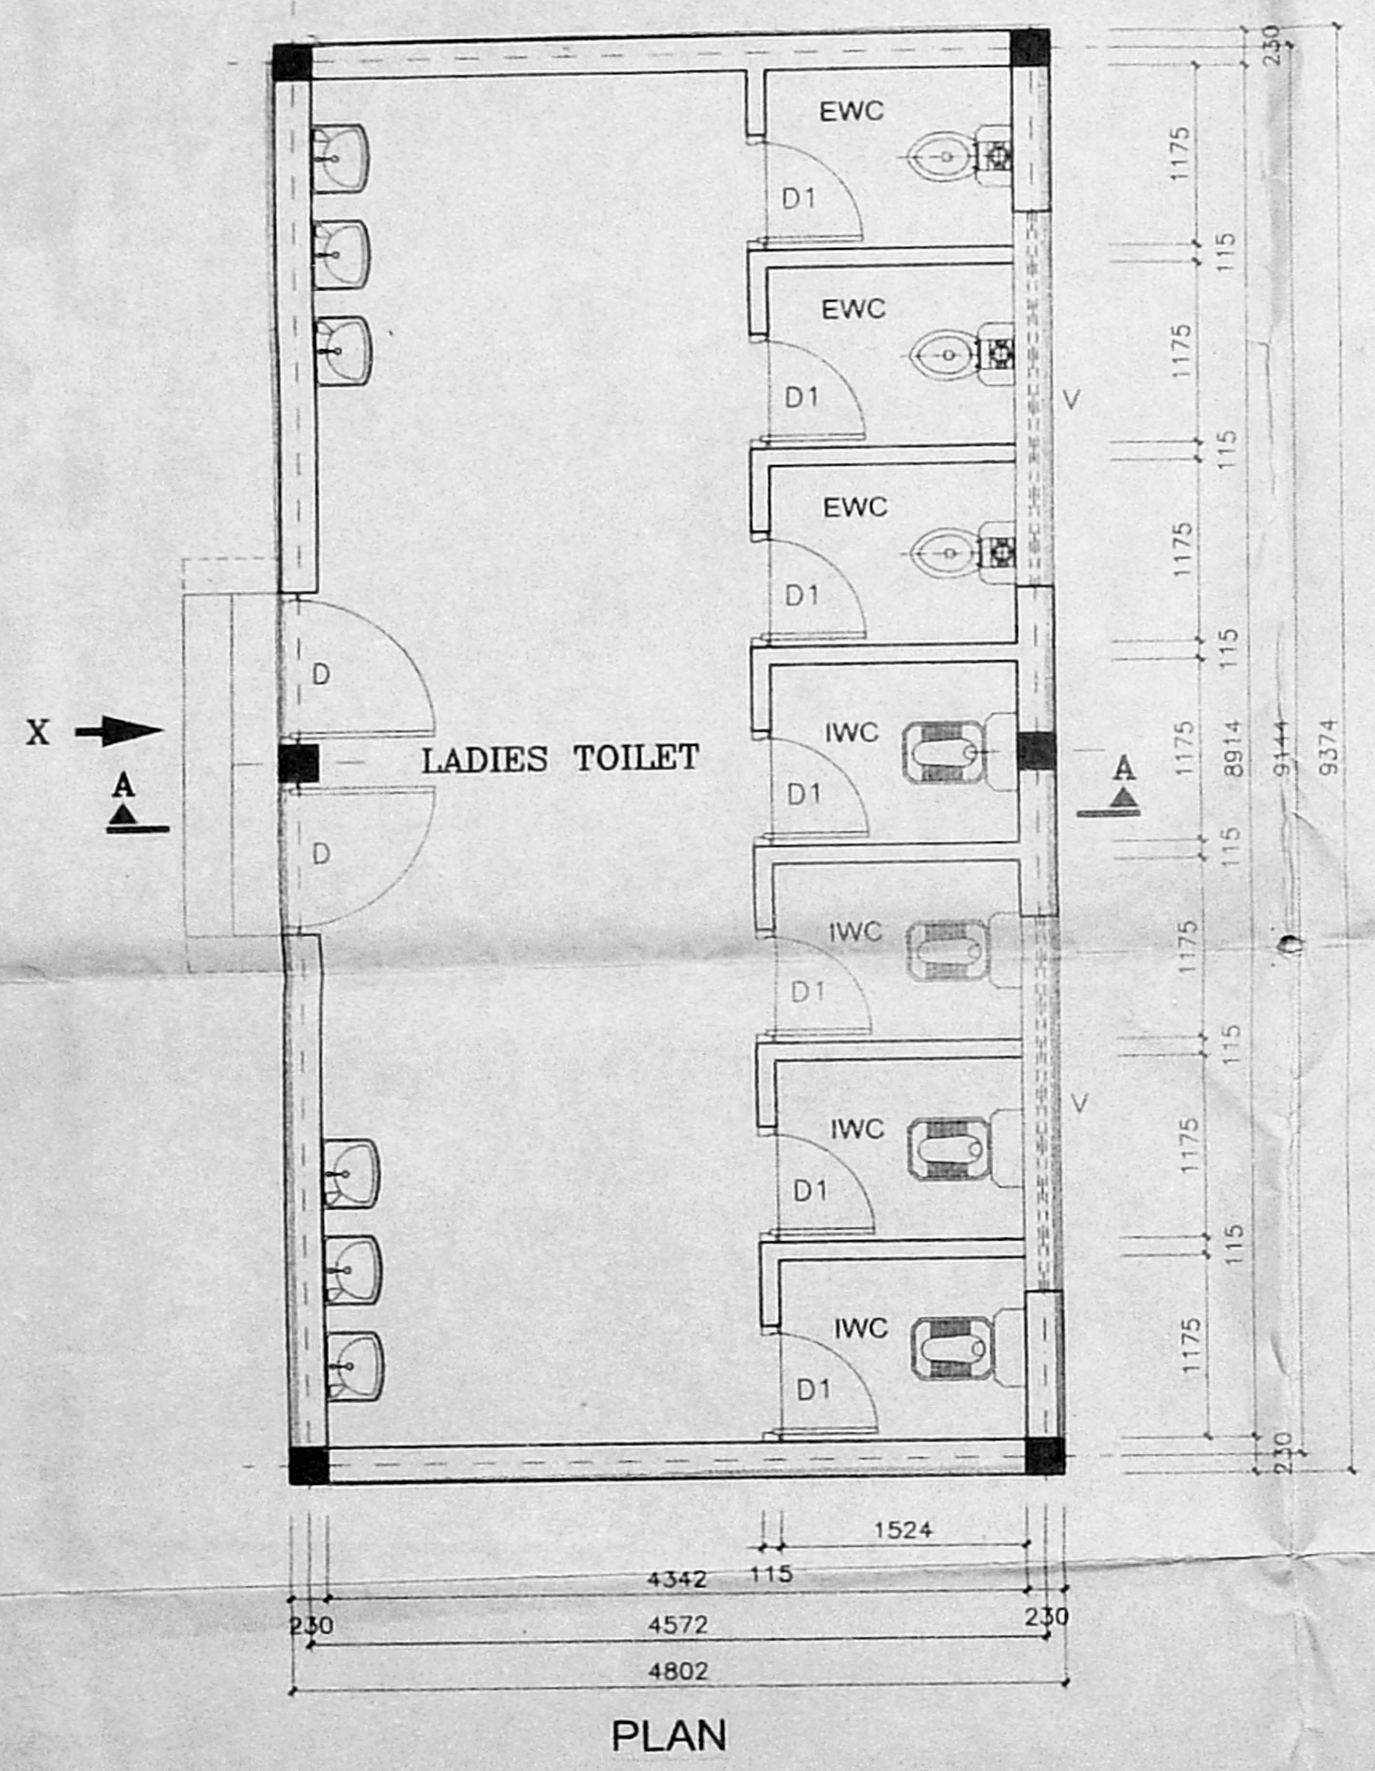 230
EWC
1175
D1
115
EWC
1175
D1
V
115
EWC
1175
D1
115
D
X
LADIES TOILET
IWC
1175
8914
9144
9374
A
A
D1
D
115
IWC
1175
D1
115
IWC
V
1175
D1
115
IWC
1175
D1
230
1524
4342
115
230
4572
230
4802
PLAN